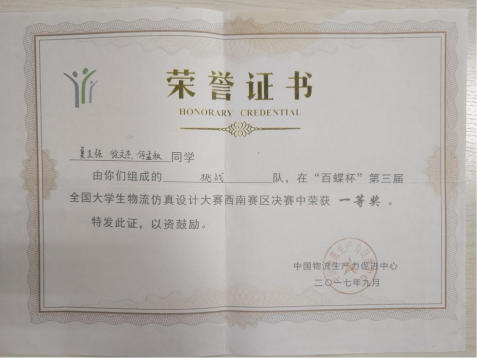 荣誉证书
HONORARY CREDENTIAL
同学
由你们组成的 挑战 队，在“百蝶杯”第三届
全国大学生物流仿真设计大赛西南赛区决赛中荣获 一等奖。
特发此证，以资鼓励。
中国物流生产力促进中心
二〇一七年九月